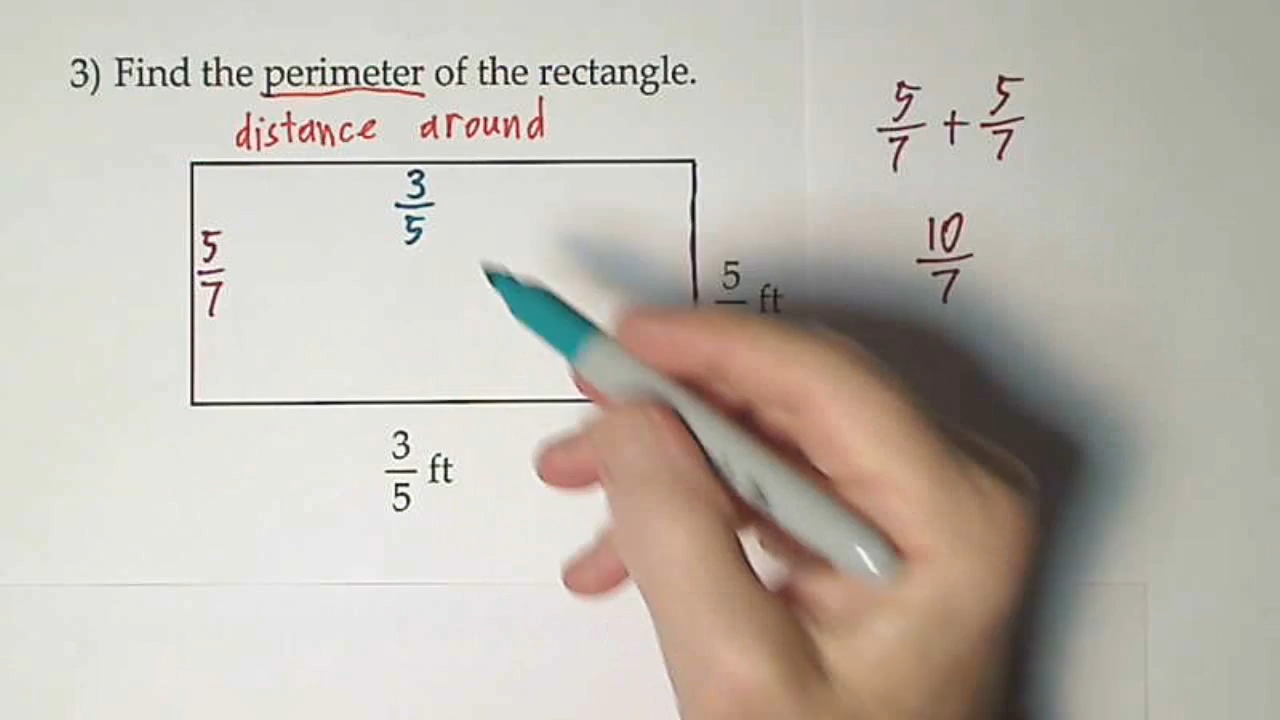 3) Find the perimeter of the rectangle.
distance around
3/5
5/7
5/ ft
3/5 ft
5/7 + 5/7
10/7